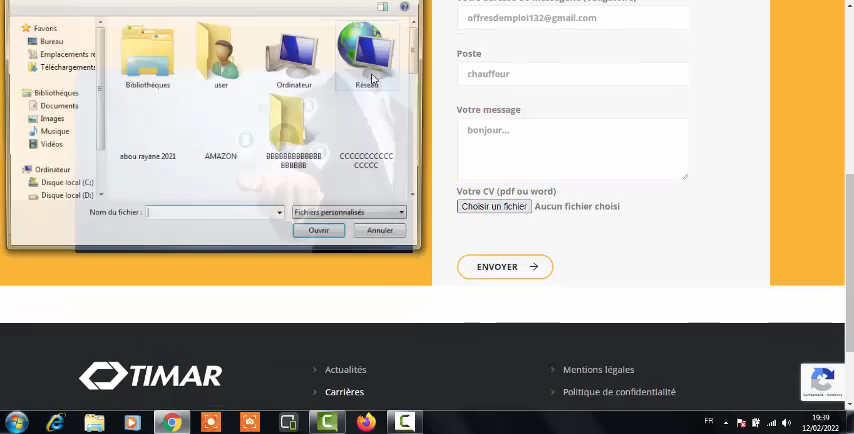 Favoris
Bureau
Emplacements ré
Téléchargements
Bibliothèques
Documents
Images
Musique
Vidéos
Ordinateur
Disque local (C:)
Disque local (D:)
Bibliothèques
user
Ordinateur
Réseau
abou rayane 2021
AMAZON
BBBBBBBBBBBBB
BBBBBB
CCCCCCCCCCC
CCCCC
Nom du fichier :
Fichiers personnalisés
Ouvrir
Annuler
offresdemploi132@gmail.com
Poste
chauffeur
Votre message
bonjour...
Votre CV (pdf ou word)
Choisir un fichier Aucun fichier choisi
ENVOYER
TIMAR
Actualités
Carrières
Mentions légales
Politique de confidentialité
FR
19:39
12/02/2022